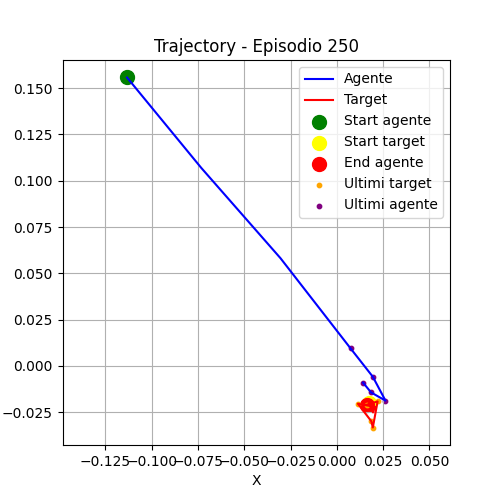 Trajectory - Episodio 250
Agente
Target
Start agente
Start target
End agente
Ultimi target
Ultimi agente
0.150
0.125
0.100
0.075
0.050
0.025
0.000
−0.025
−0.125−0.100−0.075−0.050−0.025 0.000 0.025 0.050
X